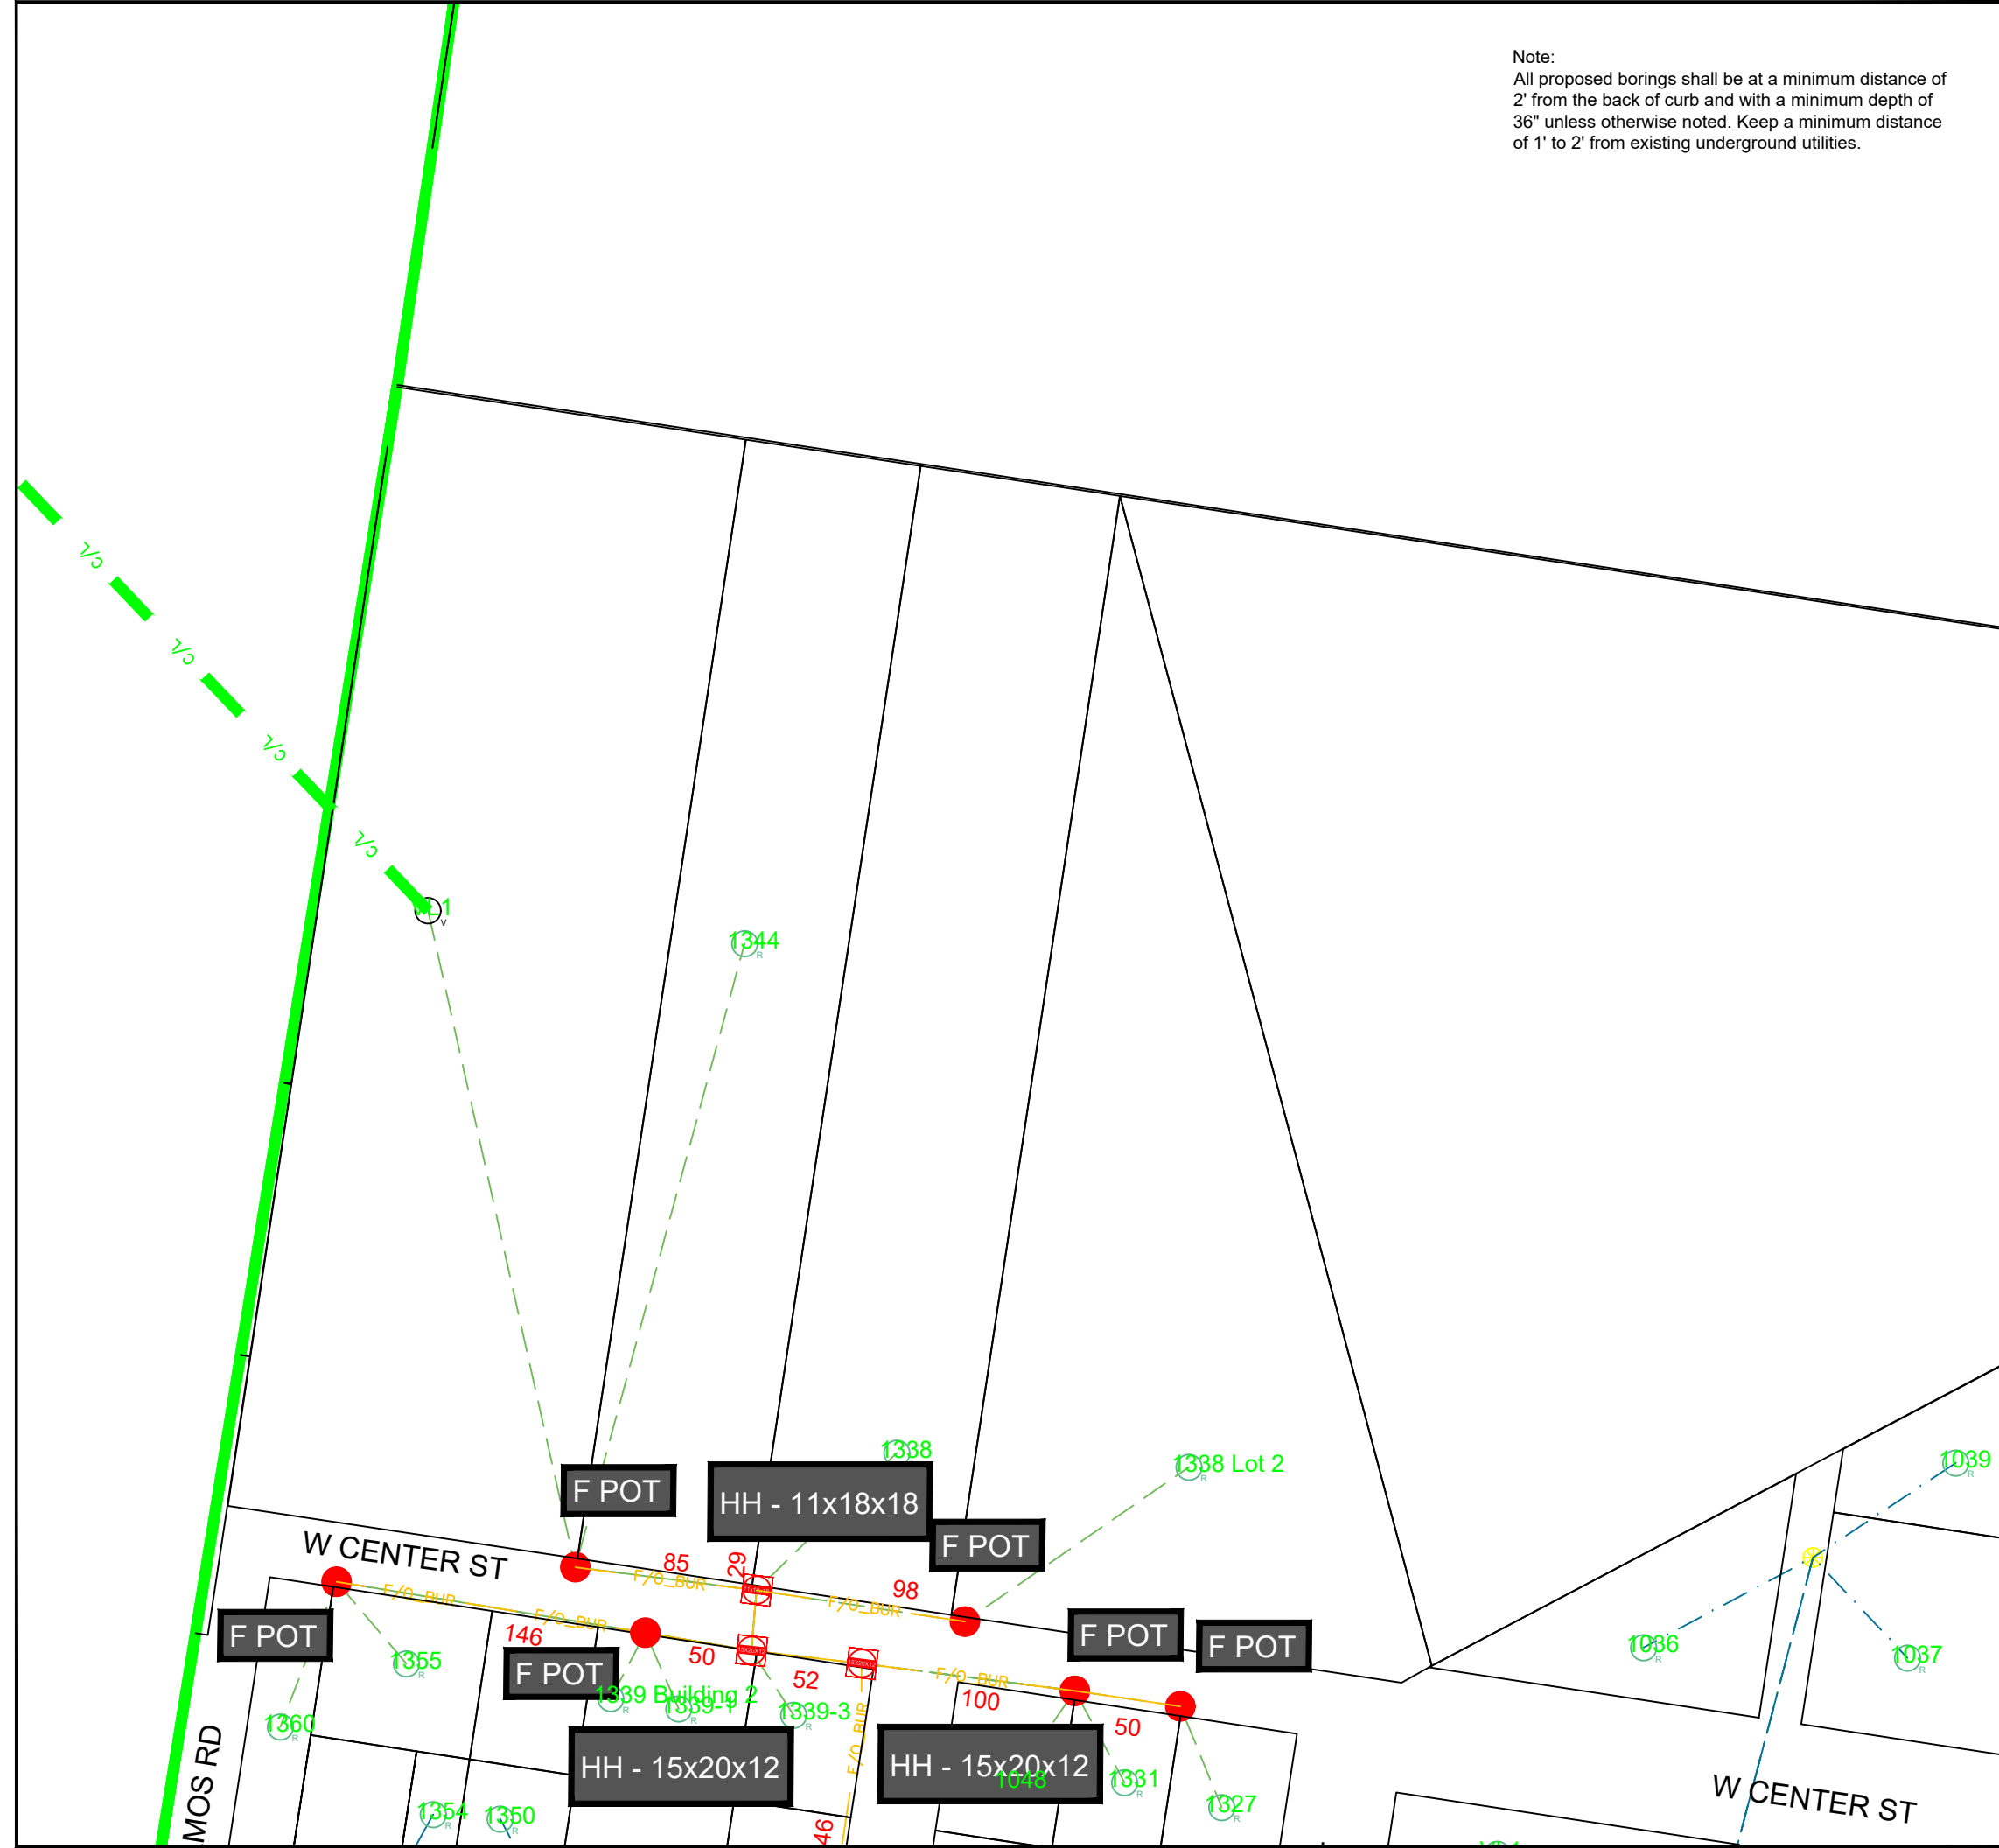 Note:
All proposed borings shall be at a minimum distance of
2' from the back of curb and with a minimum depth of
36" unless otherwise noted. Keep a minimum distance
of 1' to 2' from existing underground utilities.
C/L
C/L
C/L
C/L
V
1344
R
1338
1338 Lot 2
R
1039
R
F POT
HH - 11x18x18
F POT
W CENTER ST
85
29
98
F/O_BUR
F/O_BUR
F/O_BUR
F/O_BUR
F POT
146
F POT
50
52
F/O_BUR
100
50
F POT
F POT
1036
R
1037
R
1355
R
1339 Building 2
R
1339-1
R
1339-3
R
1360
R
F/O_BUR
HH - 15x20x12
HH - 15x20x12
1048
1331
R
1327
R
MOS RD
1354
R
1350
R
46
W CENTER ST